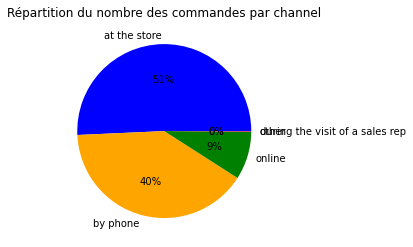 Répartition du nombre des commandes par channel
at the store
51%
0%
other
during the visit of a sales rep
9%
online
40%
by phone